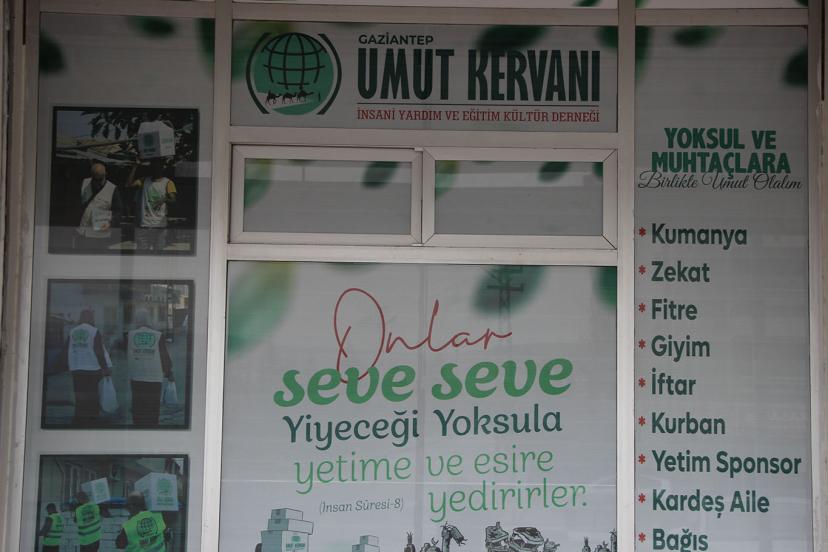 GAZİANTEP
UMUT KERVANI
İNSANİ YARDIM VE EĞİTİM KÜLTÜR DERNEĞİ
Onlar
seve seve
Yiyeceği Yoksula
yetime ve esire
(İnsan Sûresi-8) yedirirler.
UMUT
YOKSUL VE
MUHTAÇLARA
Birlikte Umut Olalım
* Kumanya
* Zekat
* Fitre
* Giyim
* İftar
* Kurban
* Yetim Sponsor
* Kardeş Aile
* Bağış